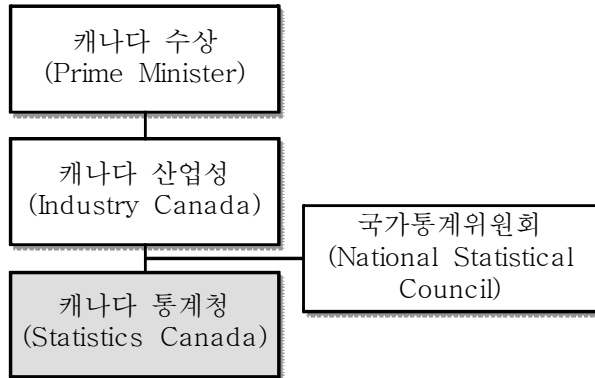 캐나다 수상
(Prime Minister)
캐나다 산업성
(Industry Canada)
국가통계위원회
(National Statistical
Council)
캐나다 통계청
(Statistics Canada)